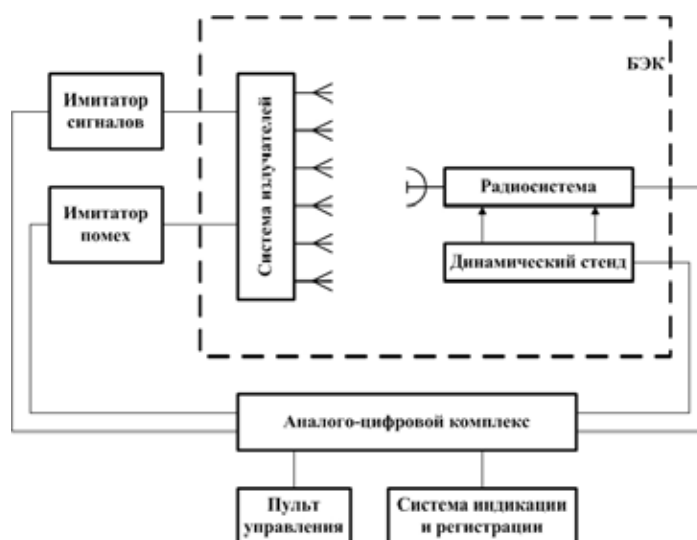 БЭК
Имитатор
сигналов
Имитатор
помех
Система излучателей
Радиосистема
Динамический стенд
Аналого-цифровой комплекс
Пульт
управления
Система индикации
и регистрации